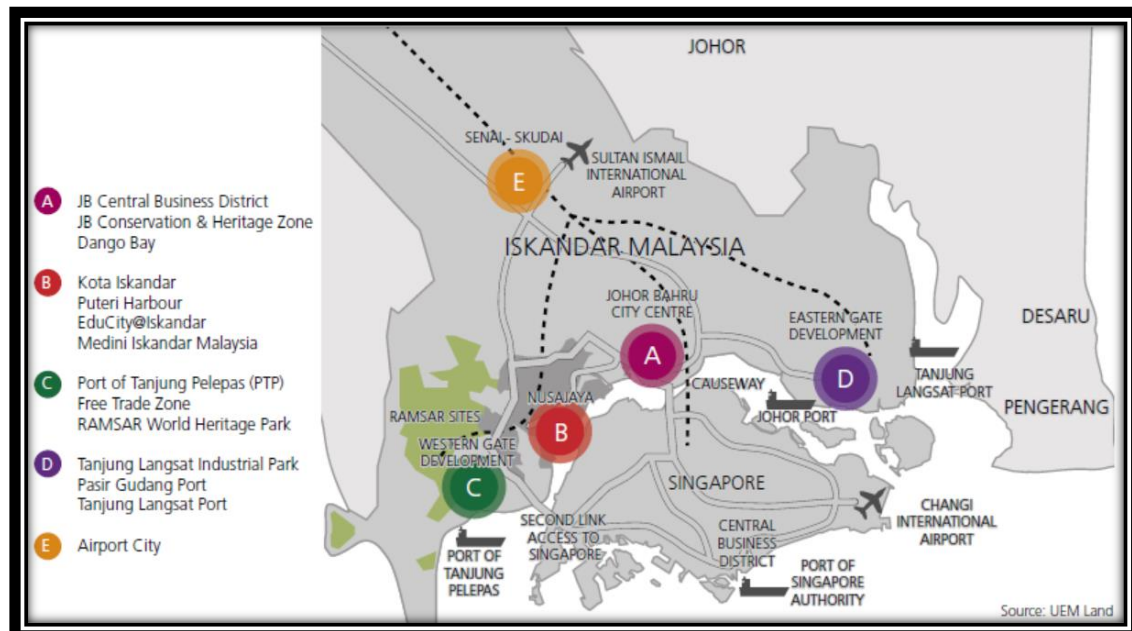 A
JB Central Business District
JB Conservation & Heritage Zone
Dango Bay
B
Kota Iskandar
Puteri Harbour
EduCity@Iskandar
Medini Iskandar Malaysia
C
Port of Tanjung Pelepas (PTP)
Free Trade Zone
RAMSAR World Heritage Park
D
Tanjung Langsat Industrial Park
Pasir Gudang Port
Tanjung Langsat Port
E
Airport City
JOHOR
SENAI - SKUDAI
E
SULTAN ISMAIL
INTERNATIONAL
AIRPORT
ISKANDAR MALAYSIA
JOHOR BAHRU
CITY CENTRE
A
EASTERN GATE
DEVELOPMENT
D
DESARU
TANJUNG
LANGSAT PORT
PENGERANG
CAUSEWAY
JOHOR PORT
NUSAJAYA
B
RAMSAR SITES
WESTERN GATE
DEVELOPMENT
C
SINGAPORE
SECOND LINK
ACCESS TO
SINGAPORE
CENTRAL
BUSINESS
DISTRICT
CHANGI
INTERNATIONAL
AIRPORT
PORT OF
TANJUNG
PELEPAS
PORT OF
SINGAPORE
AUTHORITY
Source: UEM Land